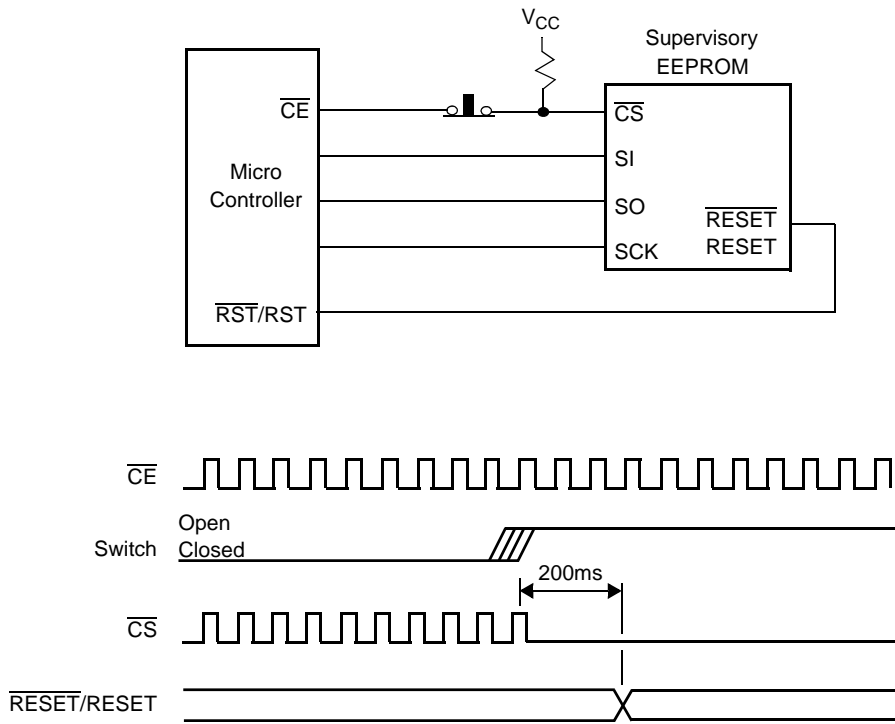 VCC
Supervisory
EEPROM
CE
CS
SI
Micro
Controller
SO
RESET
SCK
RESET
RST/RST
CE
Open
Switch
Closed
200ms
CS
RESET/RESET